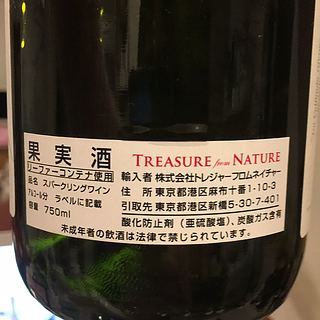 果実酒
リーファーコンテナ使用
品名 スパークリングワイン
ｱﾙｺｰﾙ分 ラベルに記載
容量 750ml
TREASURE from NATURE
輸入者 株式会社トレジャーフロムネイチャー
住 所 東京都港区麻布十番1-10-3
引取先 東京都港区新橋5-30-7-401
酸化防止剤（亜硫酸塩）、炭酸ガス含有
未成年者の飲酒は法律で禁じられています。